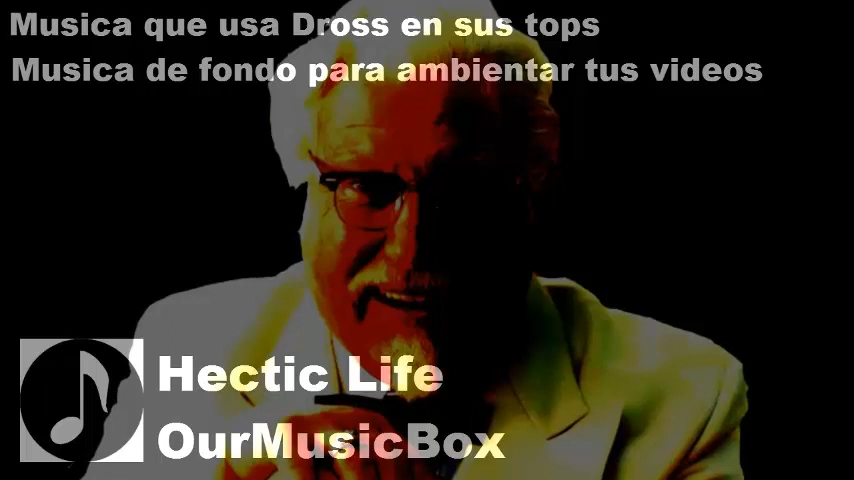 Musica que usa Dross en sus tops
Musica de fondo para ambientar tus videos
Hectic Life
OurMusicBox